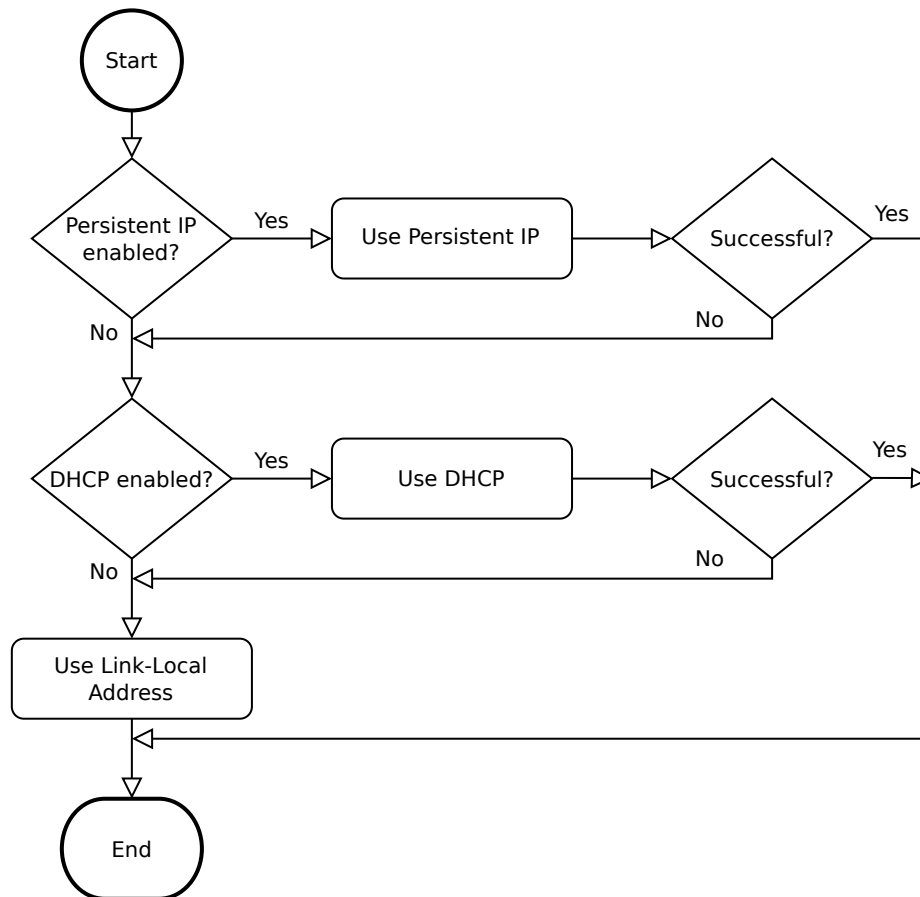 Start
Persistent IP
enabled?
Yes
Use Persistent IP
Successful?
Yes
No
No
DHCP enabled?
Yes
Use DHCP
Successful?
Yes
No
No
Use Link-Local
Address
End